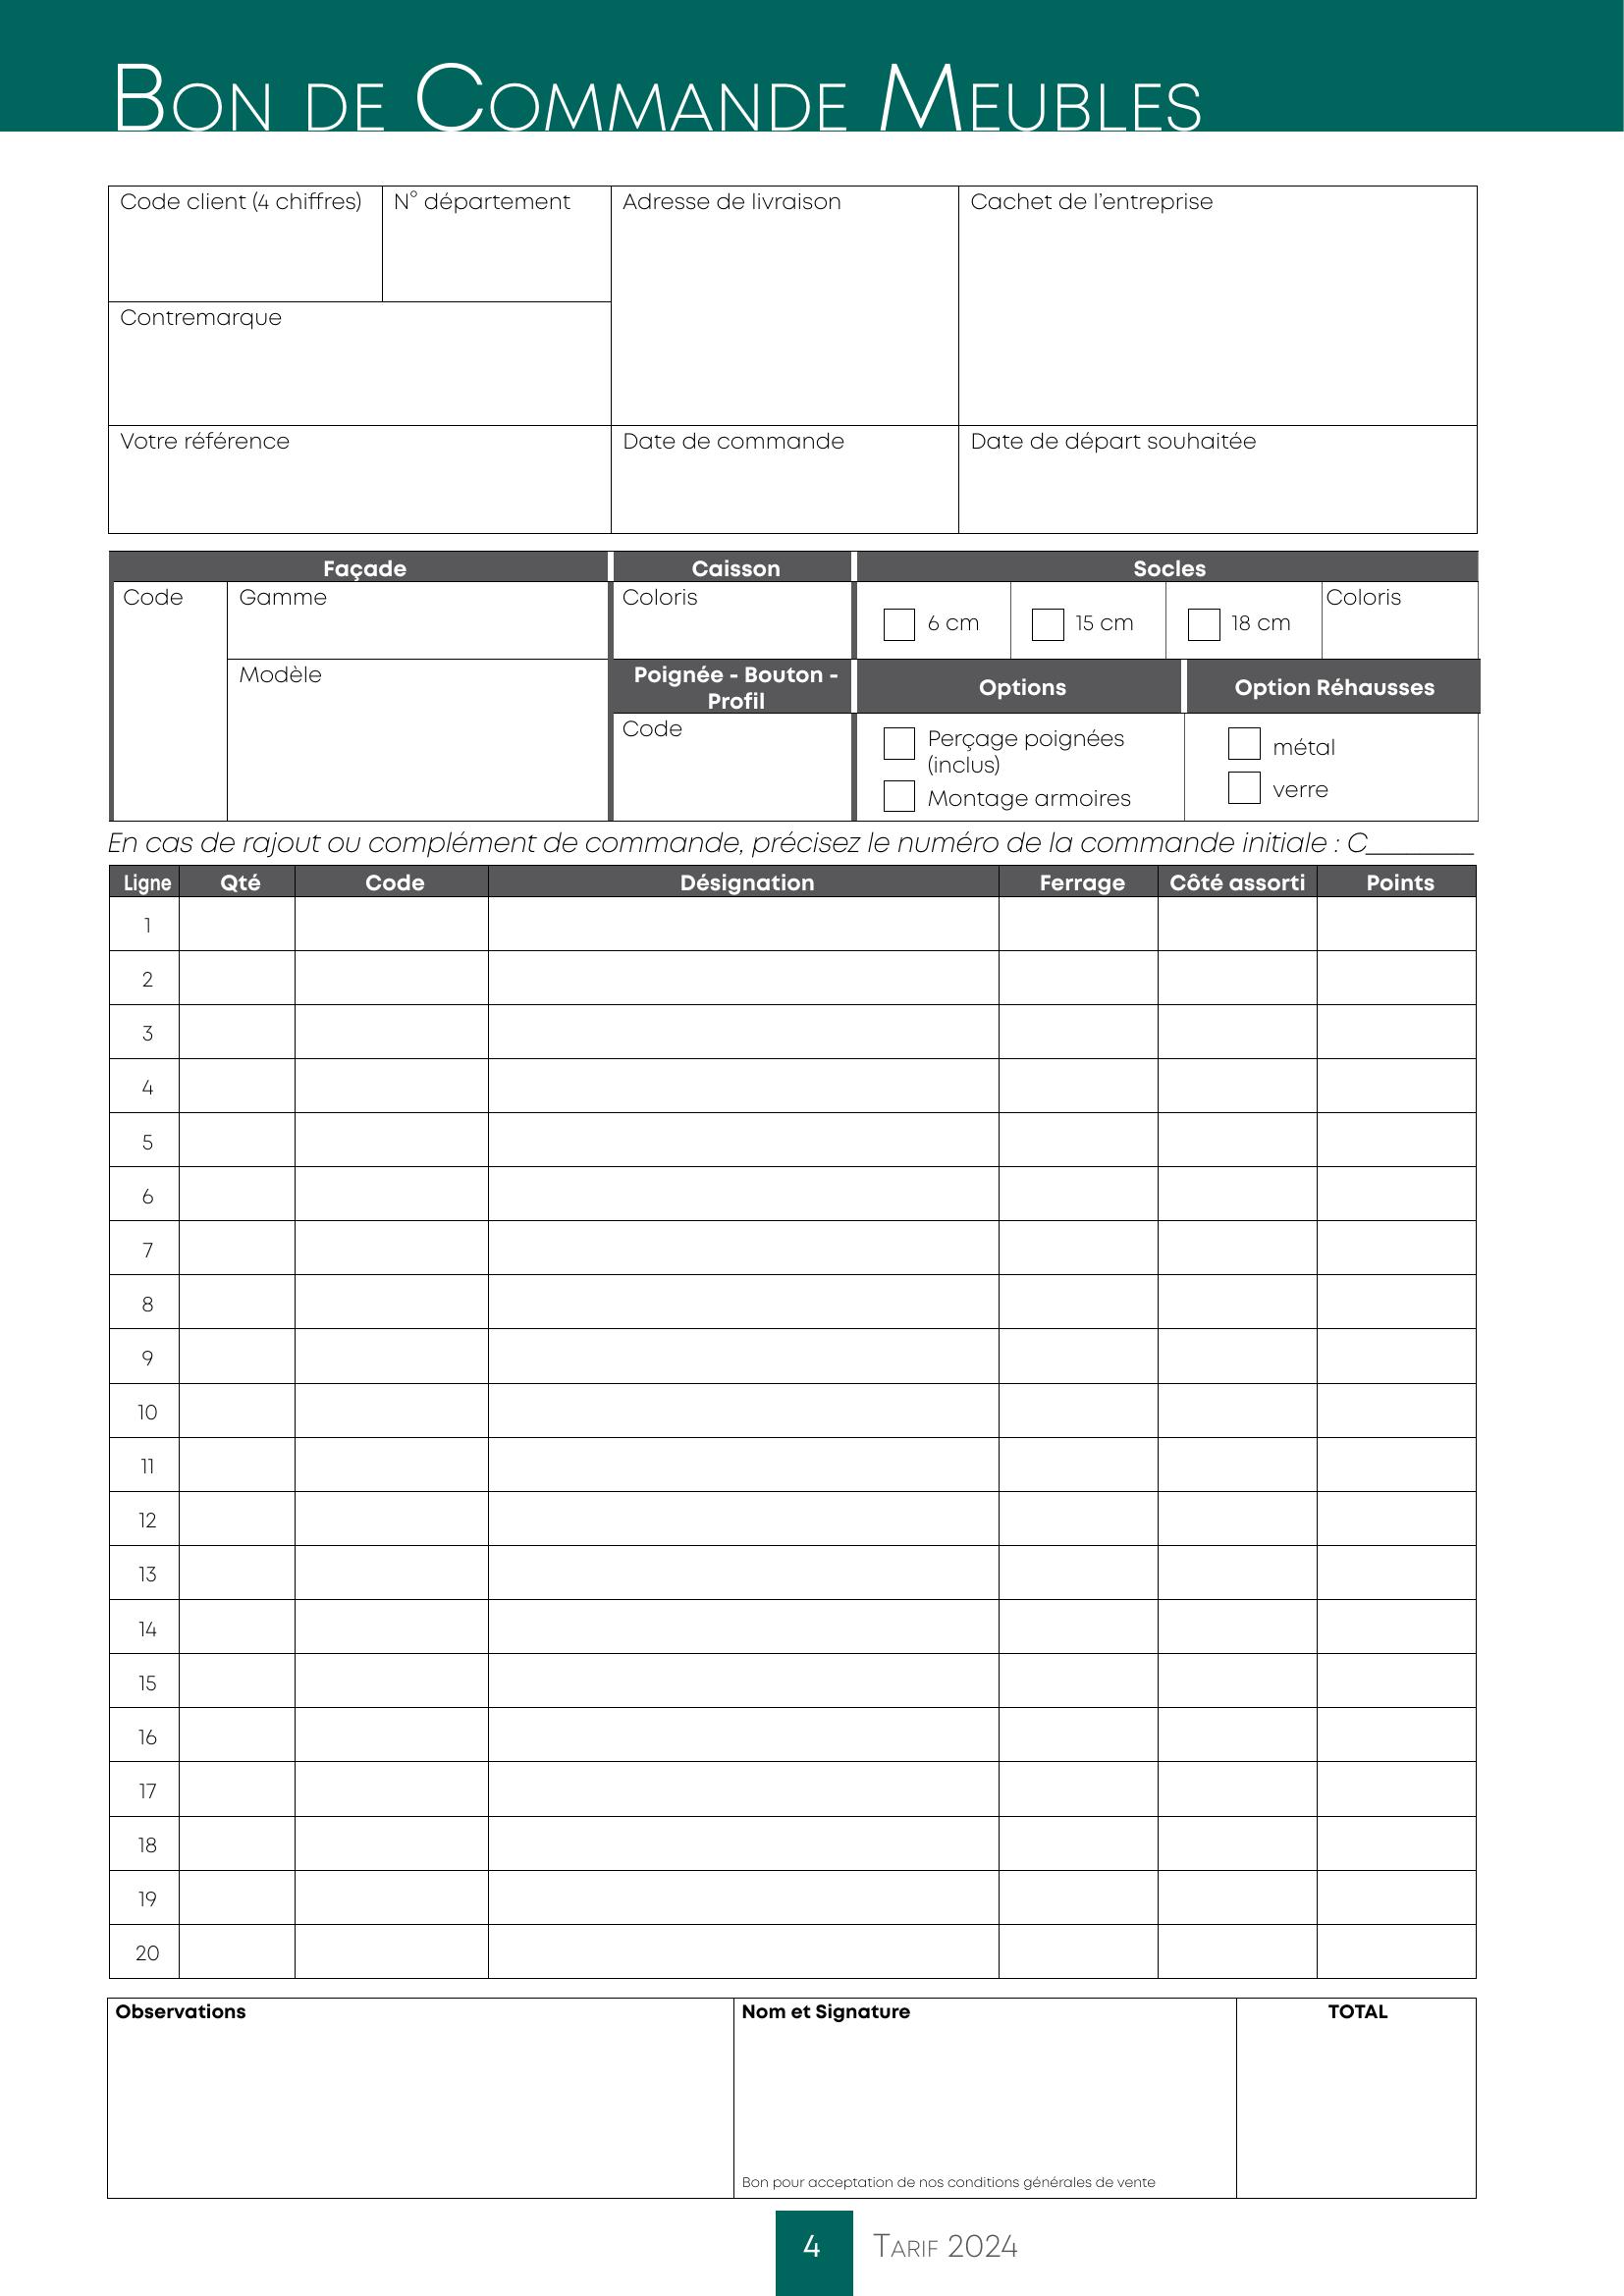 Bon de Commande Meubles
Code client (4 chiffres) N° département Adresse de livraison Cachet de l'entreprise
Contremarque
Votre référence Date de commande Date de départ souhaitée
Façade Caisson Socles
Code Gamme Coloris 6 cm 15 cm 18 cm Coloris
Modèle Poignée - Bouton - Profil Options Option Réhausses
Code Perçage poignées (inclus) métal
Montage armoires verre
En cas de rajout ou complément de commande, précisez le numéro de la commande initiale : C________
Ligne Qté Code Désignation Ferrage Côté assorti Points
1
2
3
4
5
6
7
8
9
10
11
12
13
14
15
16
17
18
19
20
Observations Nom et Signature TOTAL
Bon pour acceptation de nos conditions générales de vente
4 Tarif 2024